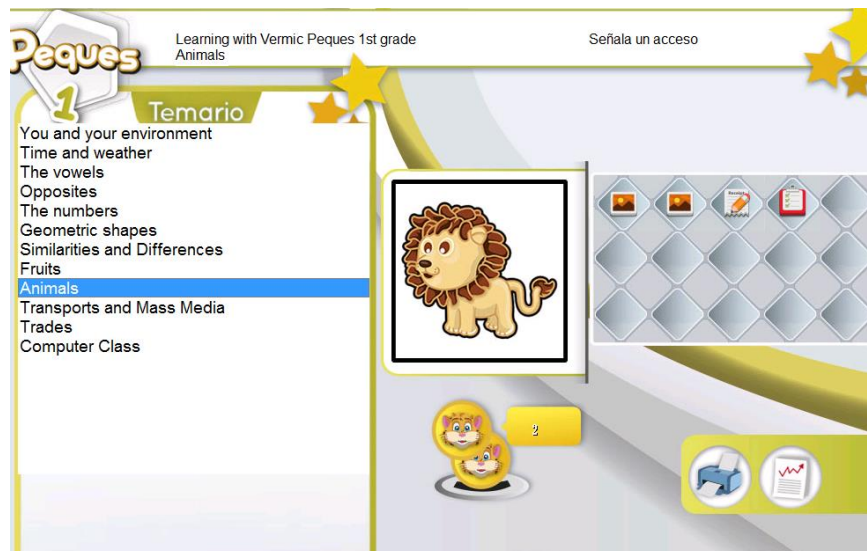 Peques
1
Learning with Vermic Peques 1st grade
Animals
Señala un acceso
Temario
You and your environment
Time and weather
The vowels
Opposites
The numbers
Geometric shapes
Similarities and Differences
Fruits
Animals
Transports and Mass Media
Trades
Computer Class
2